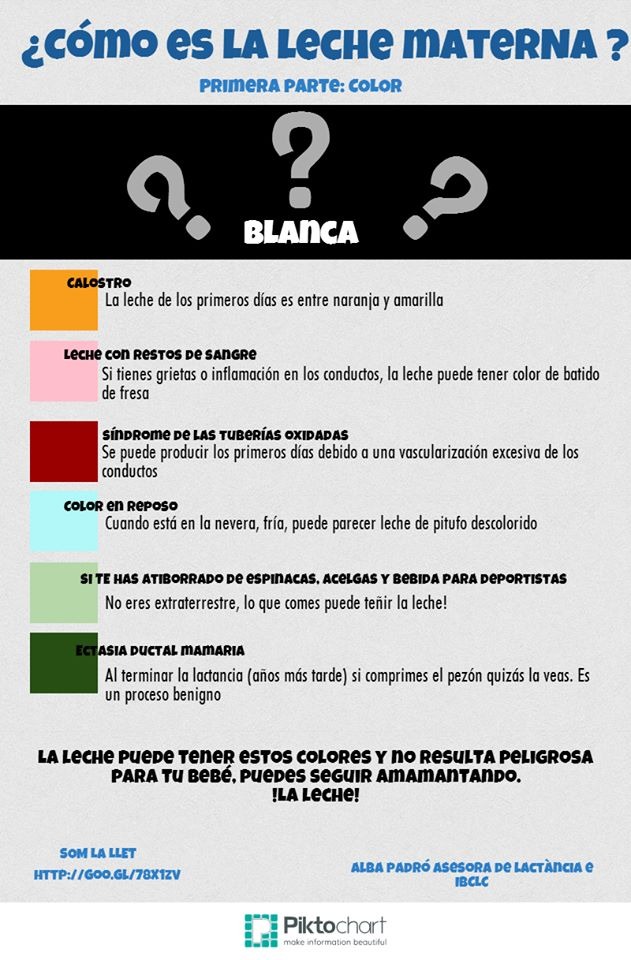 ¿Cómo es la leche materna ?
Primera parte: Color
? ? ?
Blanca
Calostro
La leche de los primeros días es entre naranja y amarilla
Leche con restos de sangre
Si tienes grietas o inflamación en los conductos, la leche puede tener color de batido
de fresa
Síndrome de las tuberías oxidadas
Se puede producir los primeros días debido a una vascularización excesiva de los
conductos
Color en reposo
Cuando está en la nevera, fría, puede parecer leche de pitufo descolorido
Si te has atiborrado de espinacas, acelgas y bebida para deportistas
No eres extraterrestre, lo que comes puede teñir la leche!
Ectasia ductal mamaria
Al terminar la lactancia (años más tarde) si comprimes el pezón quizás la veas. Es
un proceso benigno
La leche puede tener estos colores y no resulta peligrosa
para tu bebé, puedes seguir amamantando.
!La leche!
Som la llet
http://goo.gl/78X1zV
Alba Padró Asesora de Lactància e
IBCLC
Piktochart
make information beautiful